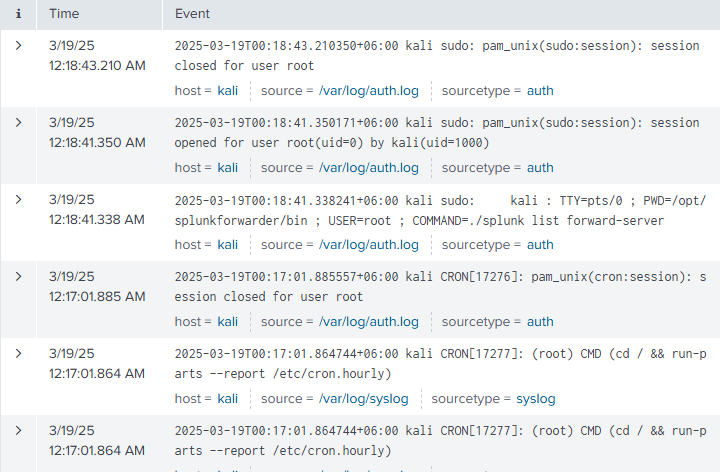 i Time Event
3/19/25 2025-03-19T00:18:43.210350+06:00 kali sudo: pam_unix(sudo:session): session
12:18:43.210 AM closed for user root
host = kali source = /var/log/auth.log sourcetype = auth
3/19/25 2025-03-19T00:18:41.350171+06:00 kali sudo: pam_unix(sudo:session): session
12:18:41.350 AM opened for user root(uid=0) by kali(uid=1000)
host = kali source = /var/log/auth.log sourcetype = auth
3/19/25 2025-03-19T00:18:41.338241+06:00 kali sudo:     kali : TTY=pts/0 ; PWD=/opt/
12:18:41.338 AM splunkforwarder/bin ; USER=root ; COMMAND=./splunk list forward-server
host = kali source = /var/log/auth.log sourcetype = auth
3/19/25 2025-03-19T00:17:01.885557+06:00 kali CRON[17276]: pam_unix(cron:session): s
12:17:01.885 AM ession closed for user root
host = kali source = /var/log/auth.log sourcetype = auth
3/19/25 2025-03-19T00:17:01.864744+06:00 kali CRON[17277]: (root) CMD (cd / && run-p
12:17:01.864 AM arts --report /etc/cron.hourly)
host = kali source = /var/log/syslog sourcetype = syslog
3/19/25 2025-03-19T00:17:01.864744+06:00 kali CRON[17277]: (root) CMD (cd / && run-p
12:17:01.864 AM arts --report /etc/cron.hourly)